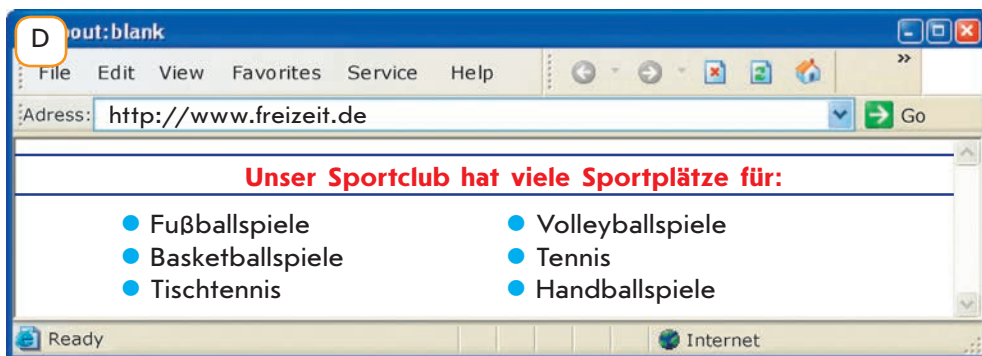 D
out:blank
File Edit View Favorites Service Help »
Adress: http://www.freizeit.de Go
Unser Sportclub hat viele Sportplätze für:
Fußballspiele
Basketballspiele
Tischtennis
Volleyballspiele
Tennis
Handballspiele
Ready Internet